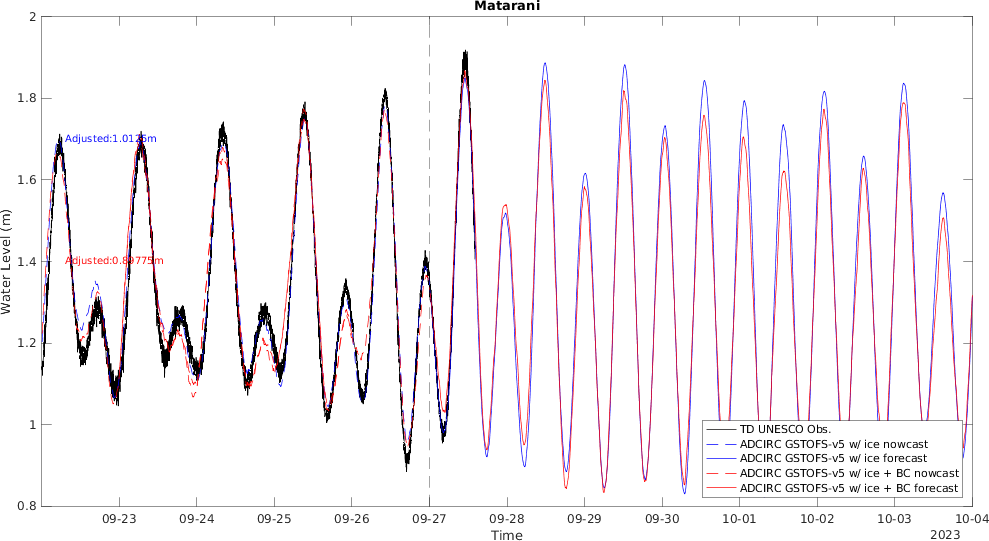 Matarani
2
1.8
1.6
1.4
1.2
1
0.8
Water Level (m)
Adjusted:1.0126m
Adjusted:0.89775m
TD UNESCO Obs.
ADCIRC GSTOFS-v5 w/ ice nowcast
ADCIRC GSTOFS-v5 w/ ice forecast
ADCIRC GSTOFS-v5 w/ ice + BC nowcast
ADCIRC GSTOFS-v5 w/ ice + BC forecast
09-23 09-24 09-25 09-26 09-27 09-28 09-29 09-30 10-01 10-02 10-03 10-04
Time
2023